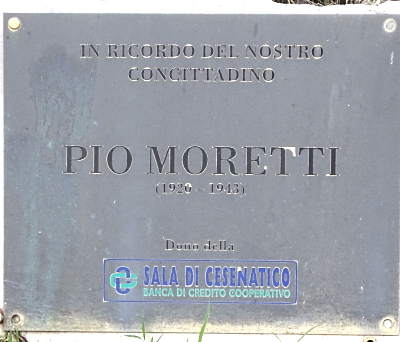 IN RICORDO DEL NOSTRO
CONCITTADINO
PIO MORETTI
(1920 - 1943)
Dono della
SALA DI CESENATICO
BANCA DI CREDITO COOPERATIVO